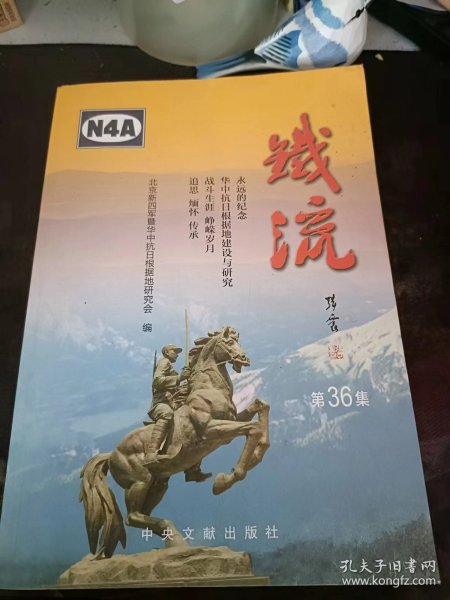 N4A
鐵流
永远的纪念
华中抗日根据地建设与研究
战斗生涯 峥嵘岁月
追思 缅怀 传承
北京新四军暨华中抗日根据地研究会 编
第36集
中央文献出版社
孔夫子旧书网
www.kongfz.com